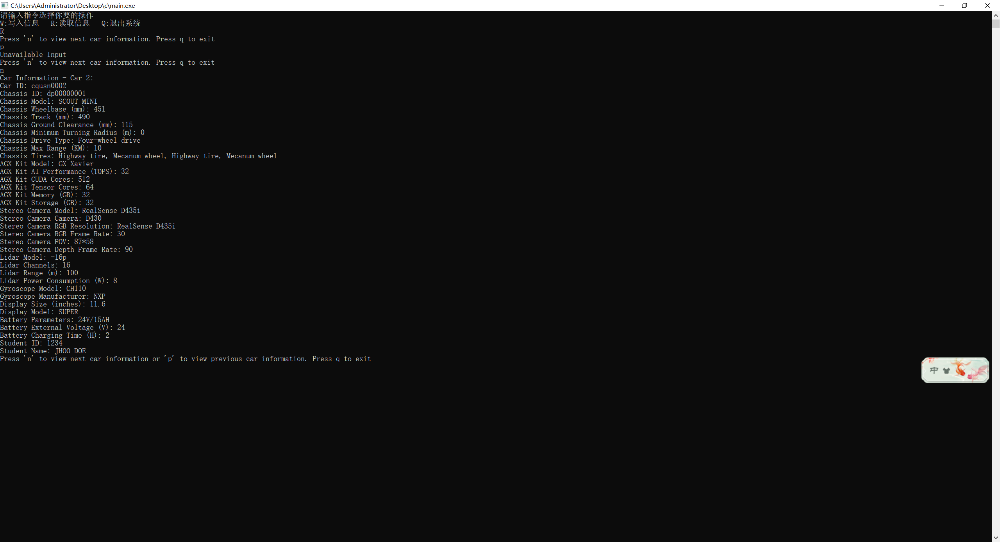 C:\Users\Administrator\Desktop\c\main.exe
请输入指令选择你要的操作
W:写入信息   R:读取信息   Q:退出系统
R
Press 'n' to view next car information. Press q to exit
p
Unavailable Input
Press 'n' to view next car information. Press q to exit
n
Car Information - Car 2:
Car ID: cqusn0002
Chassis ID: dp00000001
Chassis Model: SCOUT MINI
Chassis Wheelbase (mm): 451
Chassis Track (mm): 490
Chassis Ground Clearance (mm): 115
Chassis Minimum Turning Radius (m): 0
Chassis Drive Type: Four-wheel drive
Chassis Max Range (KM): 10
Chassis Tires: Highway tire, Mecanum wheel, Highway tire, Mecanum wheel
AGX Kit Model: GX Xavier
AGX Kit AI Performance (TOPS): 32
AGX Kit CUDA Cores: 512
AGX Kit Tensor Cores: 64
AGX Kit Memory (GB): 32
AGX Kit Storage (GB): 32
Stereo Camera Model: RealSense D435i
Stereo Camera Camera: D430
Stereo Camera RGB Resolution: RealSense D435i
Stereo Camera RGB Frame Rate: 30
Stereo Camera FOV: 87*58
Stereo Camera Depth Frame Rate: 90
Lidar Model: -16p
Lidar Channels: 16
Lidar Range (m): 100
Lidar Power Consumption (W): 8
Gyroscope Model: CH110
Gyroscope Manufacturer: NXP
Display Size (inches): 11.6
Display Model: SUPER
Battery Parameters: 24V/15AH
Battery External Voltage (V): 24
Battery Charging Time (H): 2
Student ID: 1234
Student Name: JHOO DOE
Press 'n' to view next car information or 'p' to view previous car information. Press q to exit
中